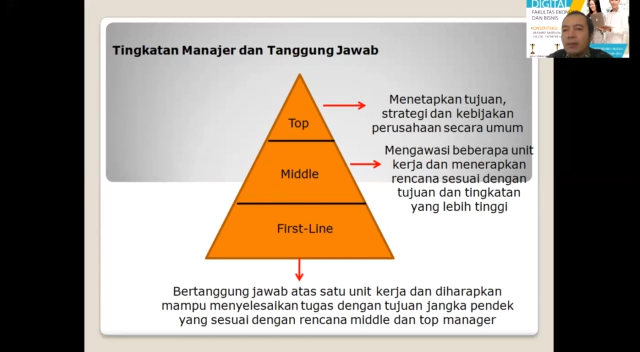 DIGITAL
FAKULTAS EKONOMI
DAN BISNIS
Tingkatan Manajer dan Tanggung Jawab
Top
Menetapkan tujuan,
strategi dan kebijakan
perusahaan secara umum
Middle
Mengawasi beberapa unit
kerja dan menerapkan
rencana sesuai dengan
tujuan dan tingkatan
yang lebih tinggi
First-Line
Bertanggung jawab atas satu unit kerja dan diharapkan
mampu menyelesaikan tugas dengan tujuan jangka pendek
yang sesuai dengan rencana middle dan top manager